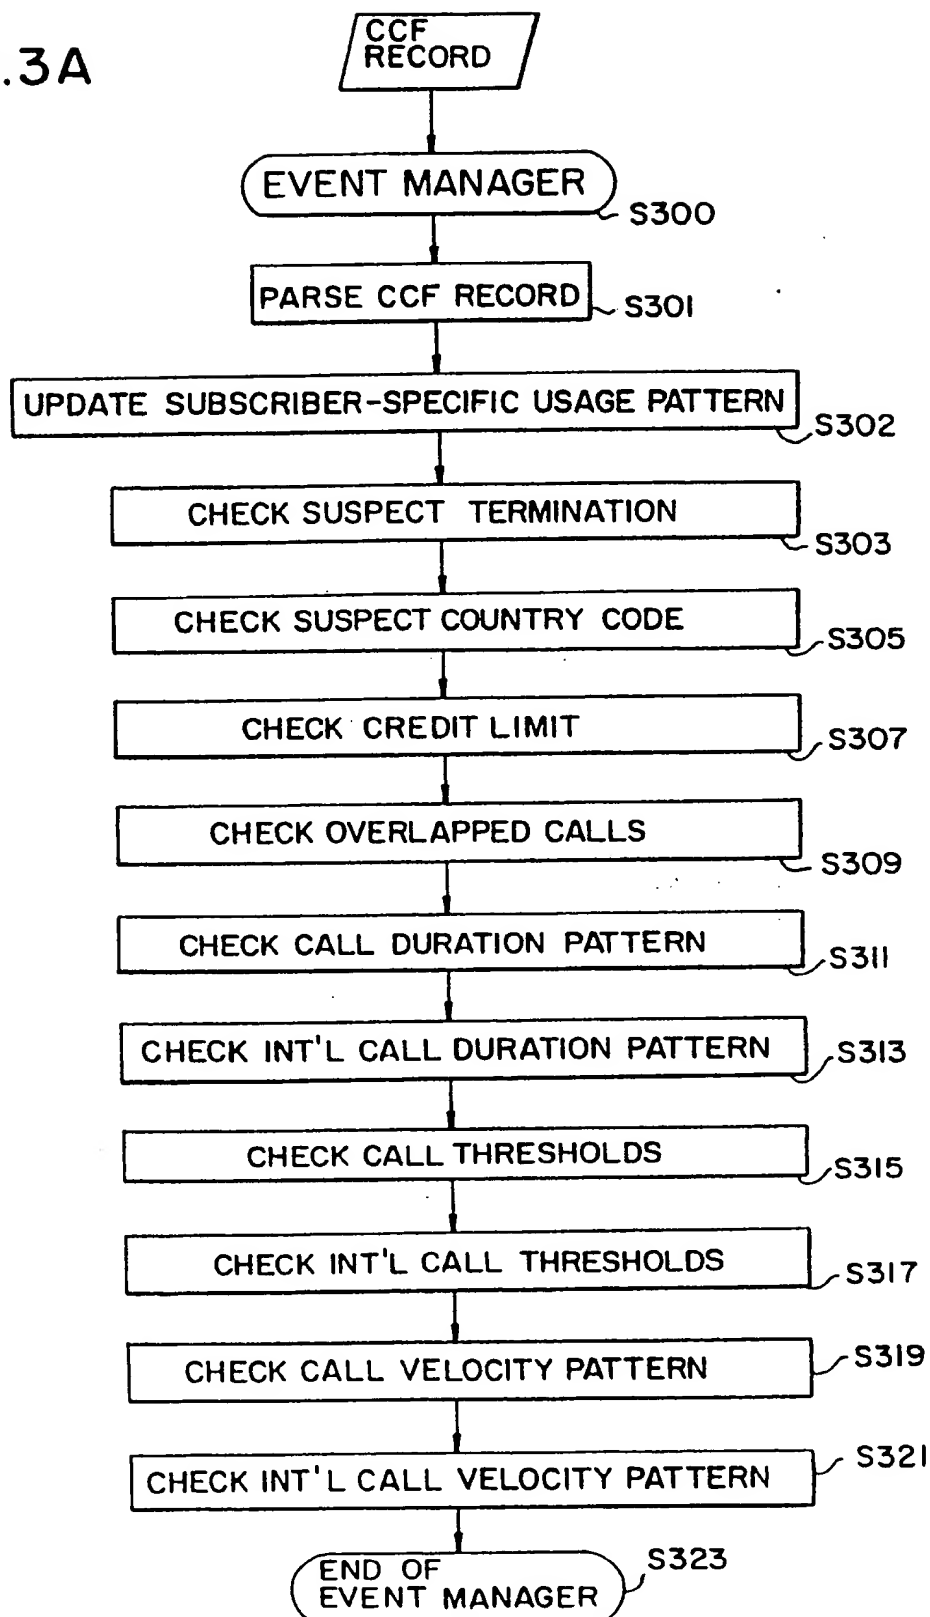 .3A
CCF
RECORD
EVENT MANAGER
S300
PARSE CCF RECORD
S301
UPDATE SUBSCRIBER-SPECIFIC USAGE PATTERN
S302
CHECK SUSPECT TERMINATION
S303
CHECK SUSPECT COUNTRY CODE
S305
CHECK CREDIT LIMIT
S307
CHECK OVERLAPPED CALLS
S309
CHECK CALL DURATION PATTERN
S311
CHECK INT'L CALL DURATION PATTERN
S313
CHECK CALL THRESHOLDS
S315
CHECK INT'L CALL THRESHOLDS
S317
CHECK CALL VELOCITY PATTERN
S319
CHECK INT'L CALL VELOCITY PATTERN
S321
END OF
EVENT MANAGER
S323